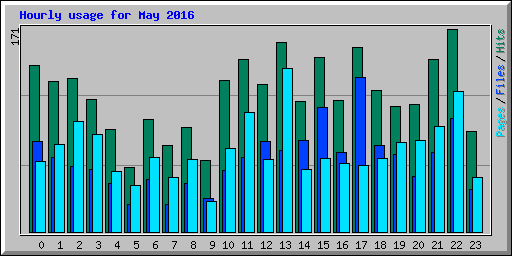 Hourly usage for May 2016
171
Pages/Files/Hits
0 1 2 3 4 5 6 7 8 9 10 11 12 13 14 15 16 17 18 19 20 21 22 23